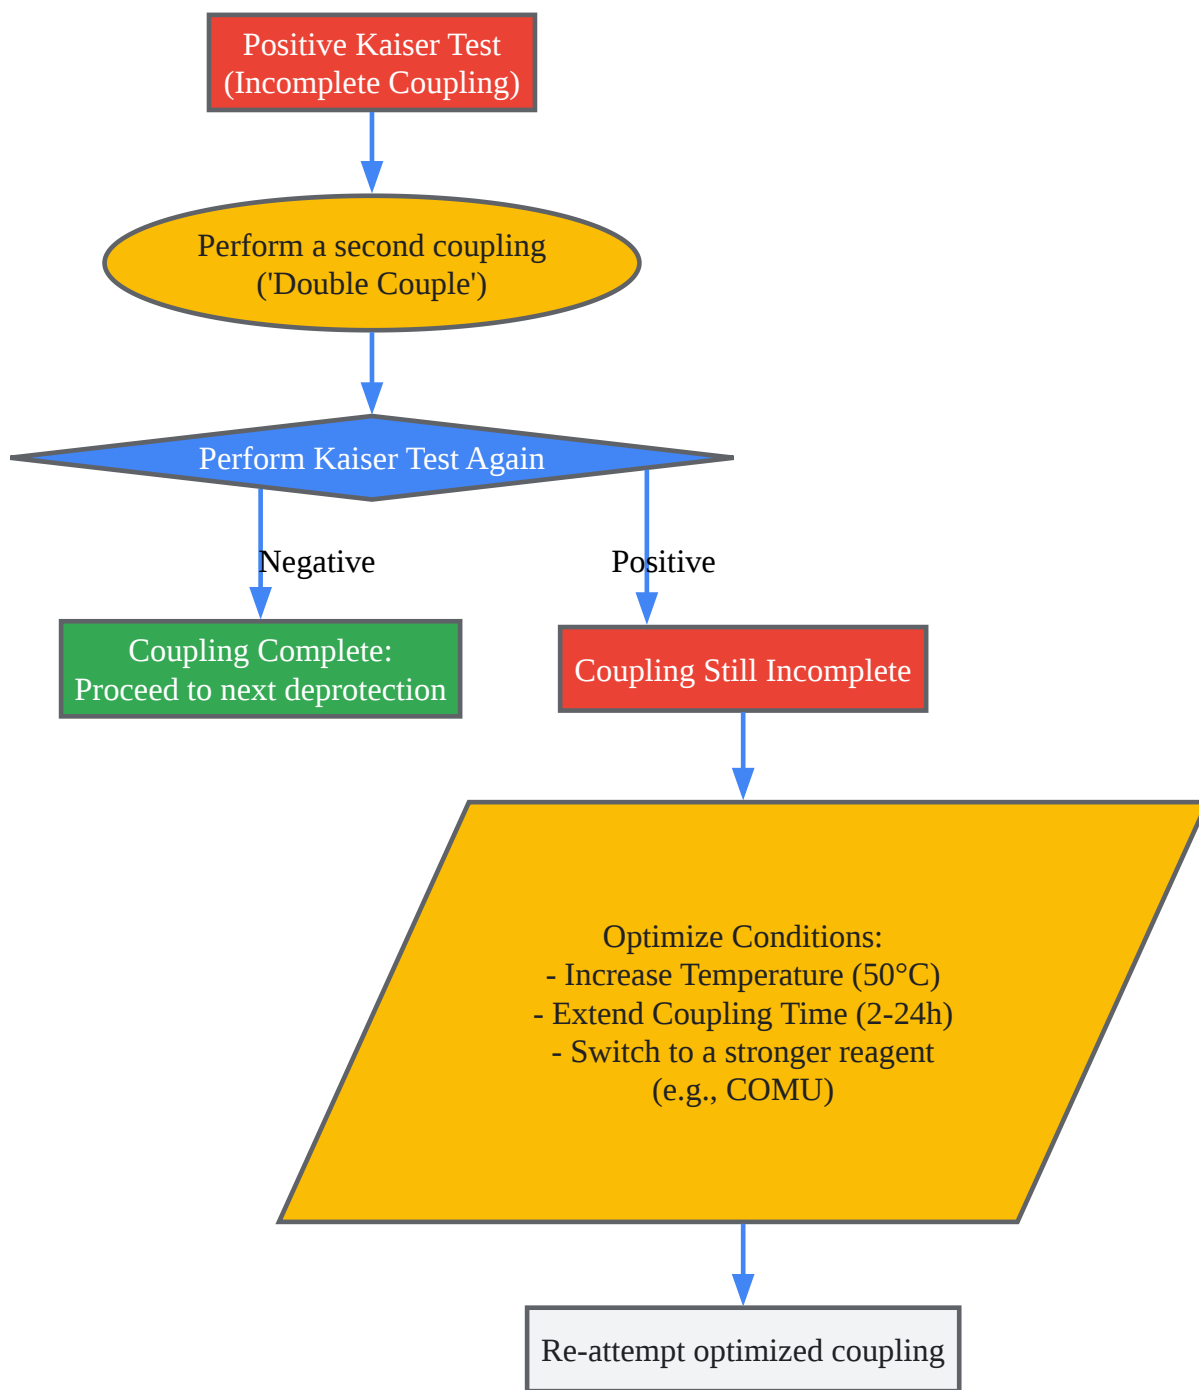 Positive Kaiser Test
(Incomplete Coupling)
Perform a second coupling
('Double Couple')
Perform Kaiser Test Again
Negative
Positive
Coupling Complete:
Proceed to next deprotection
Coupling Still Incomplete
Optimize Conditions:
- Increase Temperature (50°C)
- Extend Coupling Time (2-24h)
- Switch to a stronger reagent
(e.g., COMU)
Re-attempt optimized coupling